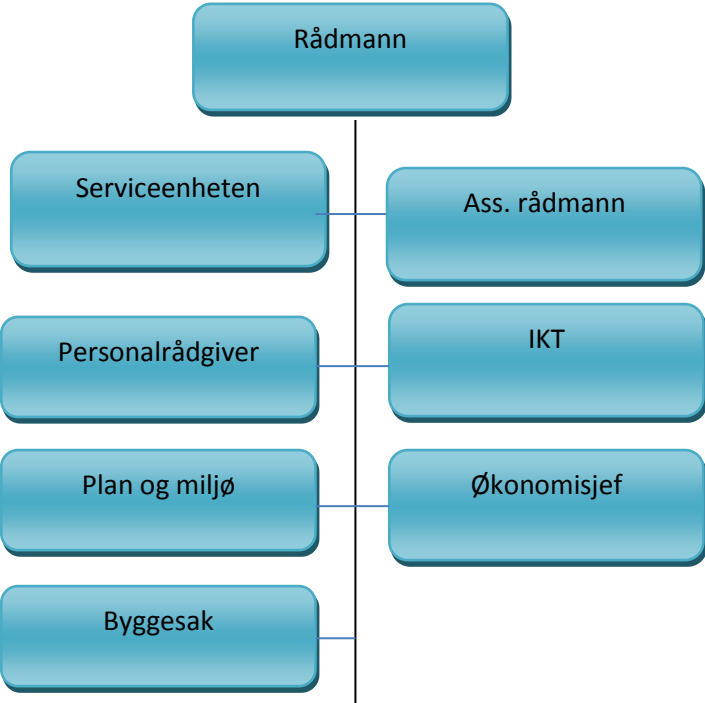 Rådmann
Serviceenheten
Ass. rådmann
Personalrådgiver
IKT
Plan og miljø
Økonomisjef
Byggesak